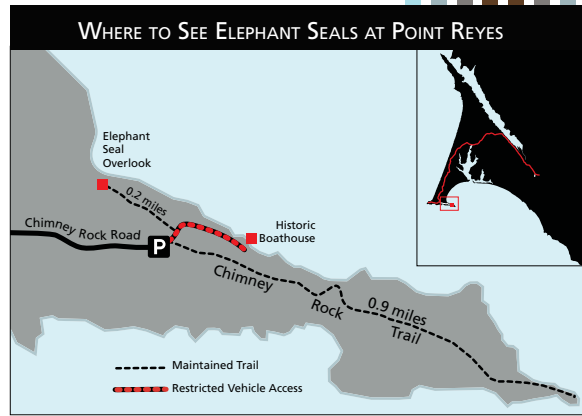 WHERE TO SEE ELEPHANT SEALS AT POINT REYES
Elephant
Seal
Overlook
0.2 miles
Chimney Rock Road
P
Historic
Boathouse
Chimney
Rock
0.9 miles
Trail
Maintained Trail
Restricted Vehicle Access